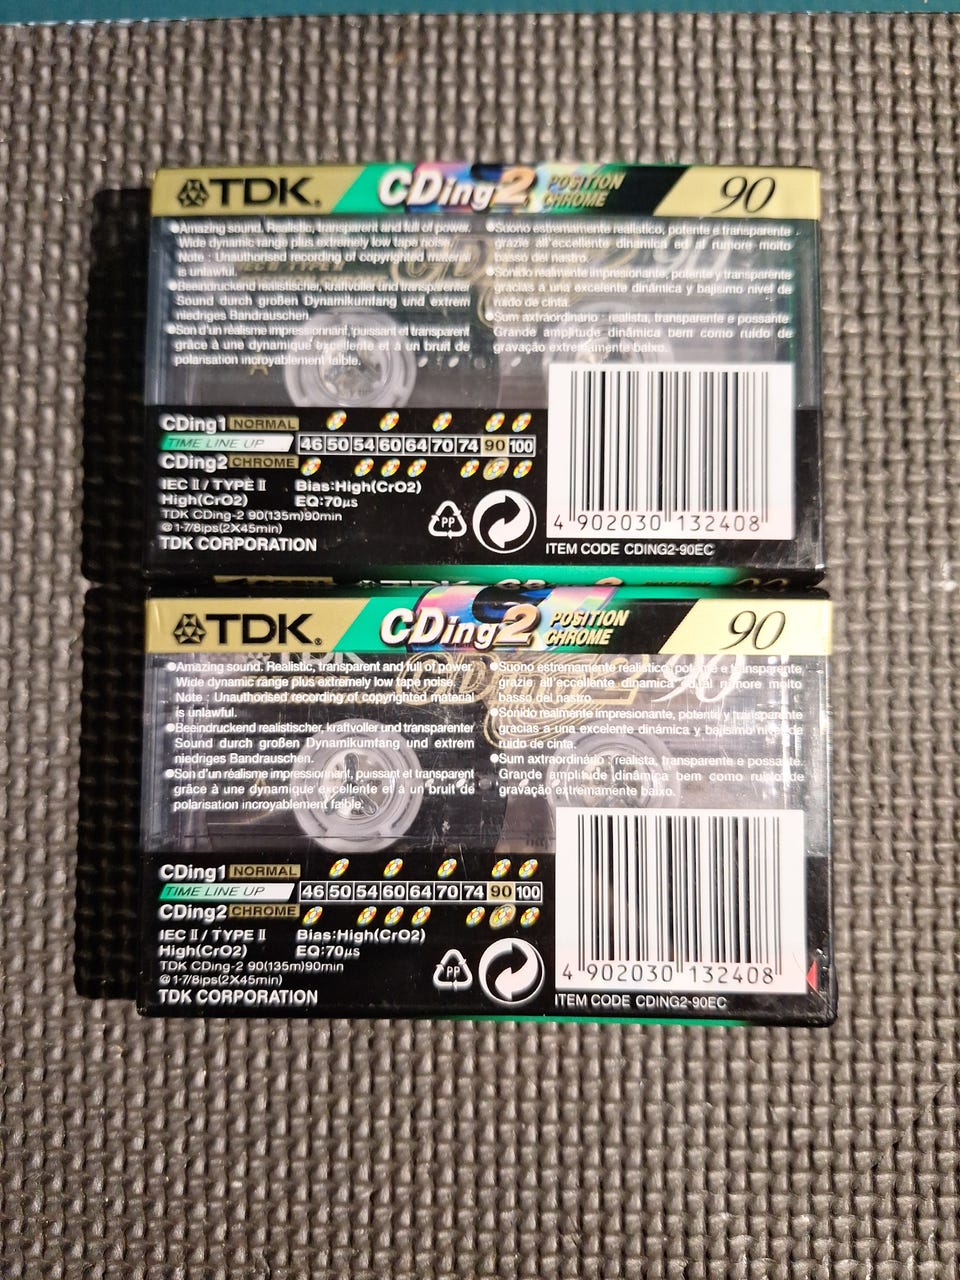 TDK. CDing2 POSITION CHROME 90
●Amazing sound. Realistic, transparent and full of power.
Wide dynamic range plus extremely low tape noise.
Note : Unauthorised recording of copyrighted material
is unlawful.
●Beeindruckend realistischer, kraftvoller und transparenter
Sound durch großen Dynamikumfang und extrem
niedriges Bandrauschen.
●Son d'un réalisme impressionnant, puissant et transparent
grâce à une dynamique excellente et à un bruit de
polarisation incroyablement faible.
●Suono estremamente realistico, potente e transparente
grazie all'eccellente dinamica ed al rumore moito
basso del nastro.
●Sonido realmente impresionante, potente y transparente
gracias a una excelente dinámica y bajísimo nivel de
ruido de cinta.
●Sum axtraordinário : realista, transparente e possante.
Grande amplitude dinâmica bem como ruido de
gravação extremamente baixo.
CDing1 NORMAL
TIME LINE UP 46 50 54 60 64 70 74 90 100
CDing2 CHROME
IEC Ⅱ / TYPE Ⅱ Bias:High(CrO2)
High(CrO2) EQ:70μs
TDK CDing-2 90(135m)90min
@1-7/8ips(2X45min)
TDK CORPORATION
PP
4 902030 132408
ITEM CODE CDING2-90EC
TDK CDing2 90
TDK. CDing2 POSITION CHROME 90
●Amazing sound. Realistic, transparent and full of power.
Wide dynamic range plus extremely low tape noise.
Note : Unauthorised recording of copyrighted material
is unlawful.
●Beeindruckend realistischer, kraftvoller und transparenter
Sound durch großen Dynamikumfang und extrem
niedriges Bandrauschen.
●Son d'un réalisme impressionnant, puissant et transparent
grâce à une dynamique excellente et à un bruit de
polarisation incroyablement faible.
●Suono estremamente realistico, potente e transparente
grazie all'eccellente dinamica ed al rumore moito
basso del nastro.
●Sonido realmente impresionante, potente y transparente
gracias a una excelente dinámica y bajísimo nivel de
ruido de cinta.
●Sum axtraordinário : realista, transparente e possante.
Grande amplitude dinâmica bem como ruido de
gravação extremamente baixo.
CDing1 NORMAL
TIME LINE UP 46 50 54 60 64 70 74 90 100
CDing2 CHROME
IEC Ⅱ / TYPE Ⅱ Bias:High(CrO2)
High(CrO2) EQ:70μs
TDK CDing-2 90(135m)90min
@1-7/8ips(2X45min)
TDK CORPORATION
PP
4 902030 132408
ITEM CODE CDING2-90EC